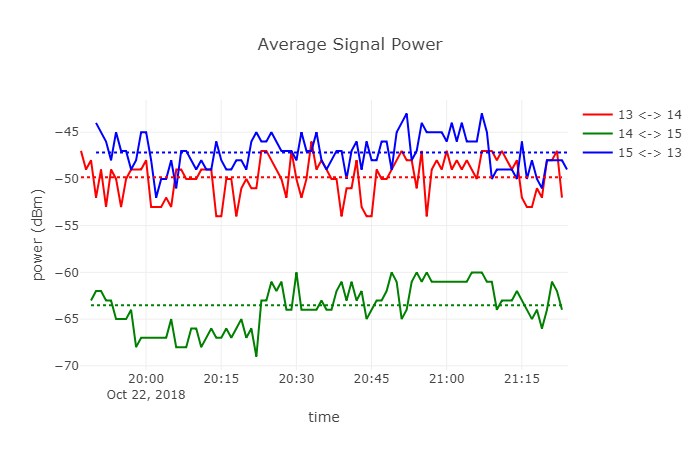 Average Signal Power
13 <-> 14
14 <-> 15
15 <-> 13
power (dBm)
−45
−50
−55
−60
−65
−70
20:00 20:15 20:30 20:45 21:00 21:15
Oct 22, 2018
time